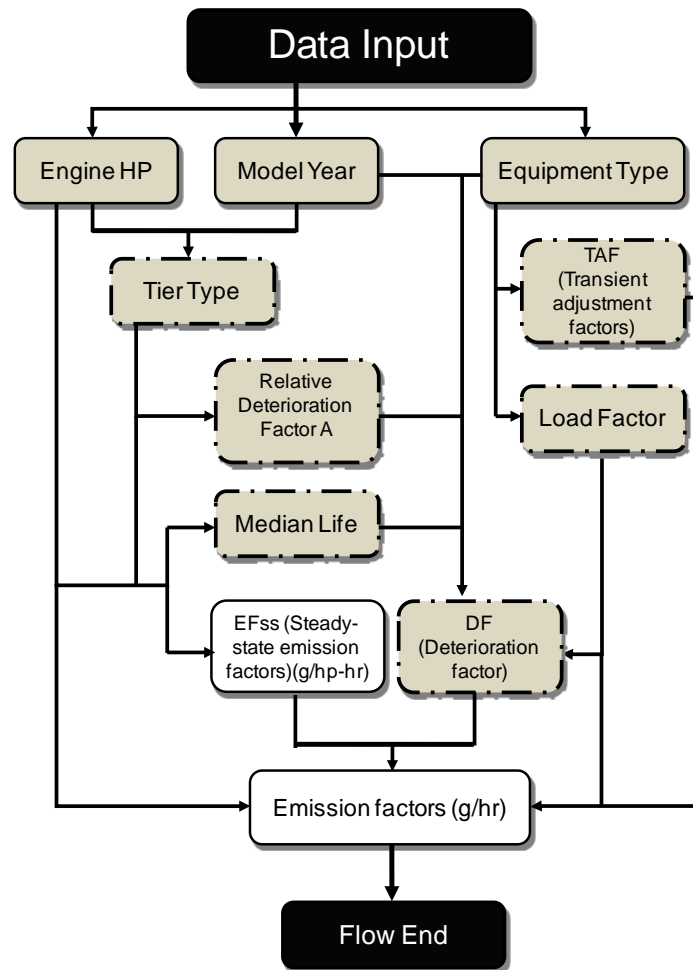 Data Input
Engine HP
Model Year
Equipment Type
Tier Type
TAF
(Transient
adjustment
factors)
Relative
Deterioration
Factor A
Load Factor
Median Life
EFss (Steady-
state emission
factors)(g/hp-hr)
DF
(Deterioration
factor)
Emission factors (g/hr)
Flow End